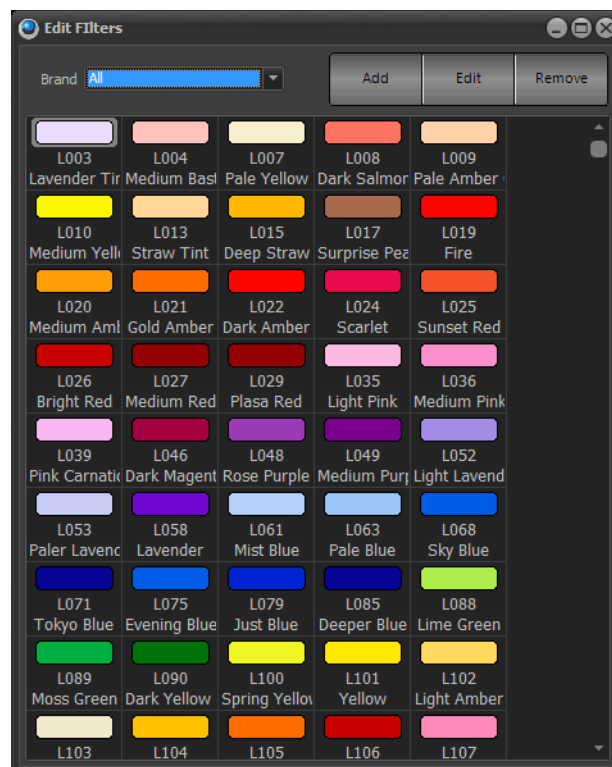 Edit FIlters
Brand All Add Edit Remove
L003 L004 L007 L008 L009
Lavender Tir Medium Bast Pale Yellow Dark Salmor Pale Amber
L010 L013 L015 L017 L019
Medium Yell Straw Tint Deep Straw Surprise Pea Fire
L020 L021 L022 L024 L025
Medium Aml Gold Amber Dark Amber Scarlet Sunset Red
L026 L027 L029 L035 L036
Bright Red Medium Red Plasa Red Light Pink Medium Pink
L039 L046 L048 L049 L052
Pink Carnatic Dark Magent Rose Purple Medium Purp Light Lavend
L053 L058 L061 L063 L068
Paler Lavenc Lavender Mist Blue Pale Blue Sky Blue
L071 L075 L079 L085 L088
Tokyo Blue Evening Blue Just Blue Deeper Blue Lime Green
L089 L090 L100 L101 L102
Moss Green Dark Yellow Spring Yellov Yellow Light Amber
L103 L104 L105 L106 L107